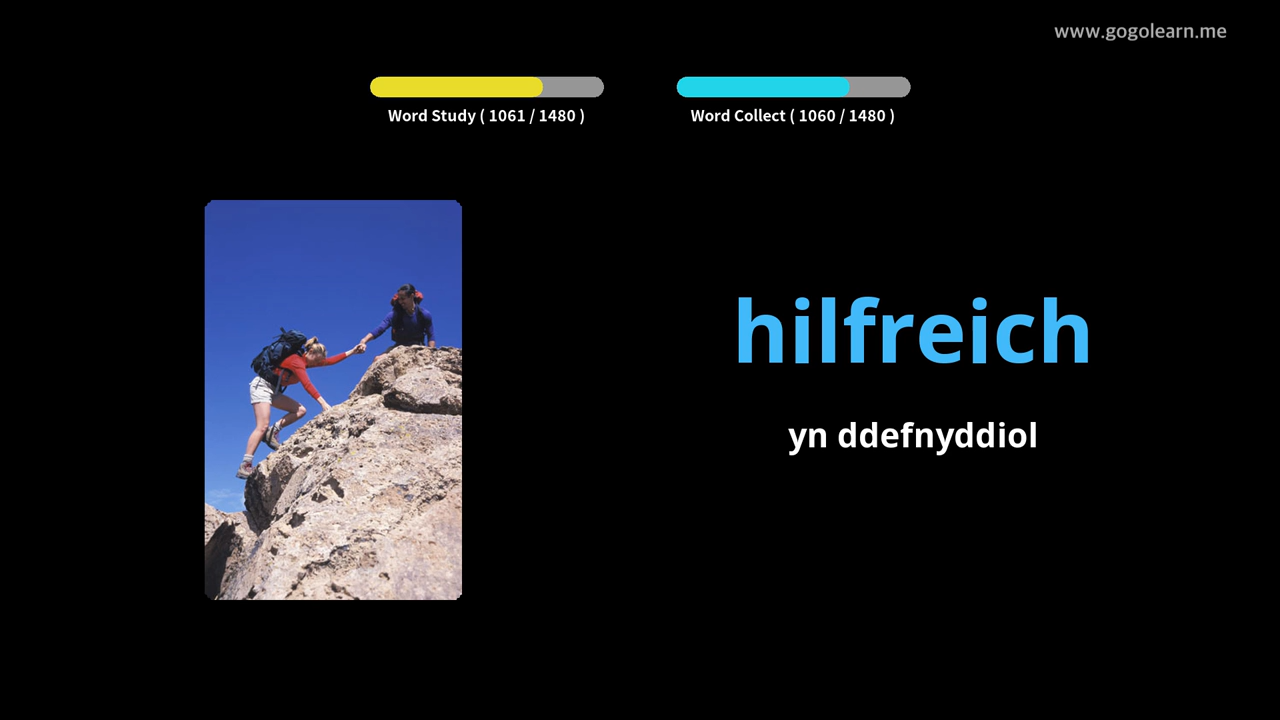 www.gogolearn.me
Word Study ( 1061 / 1480 )
Word Collect ( 1060 / 1480 )
hilfreich
yn ddefnyddiol